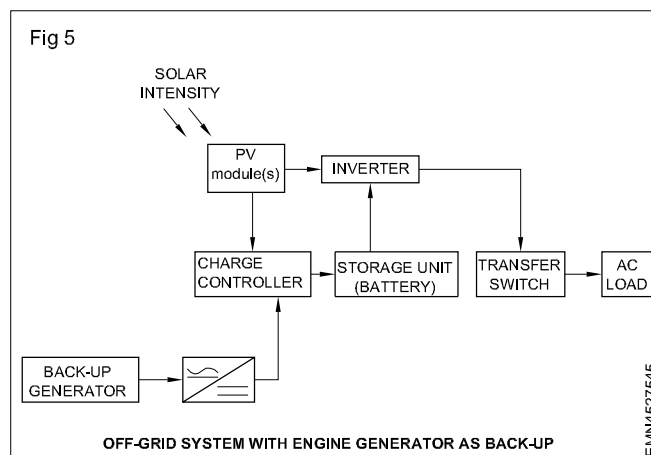 Fig 5
SOLAR
INTENSITY
PV
module(s)
INVERTER
CHARGE
CONTROLLER
STORAGE UNIT
(BATTERY)
TRANSFER
SWITCH
AC
LOAD
BACK-UP
GENERATOR
OFF-GRID SYSTEM WITH ENGINE GENERATOR AS BACK-UP